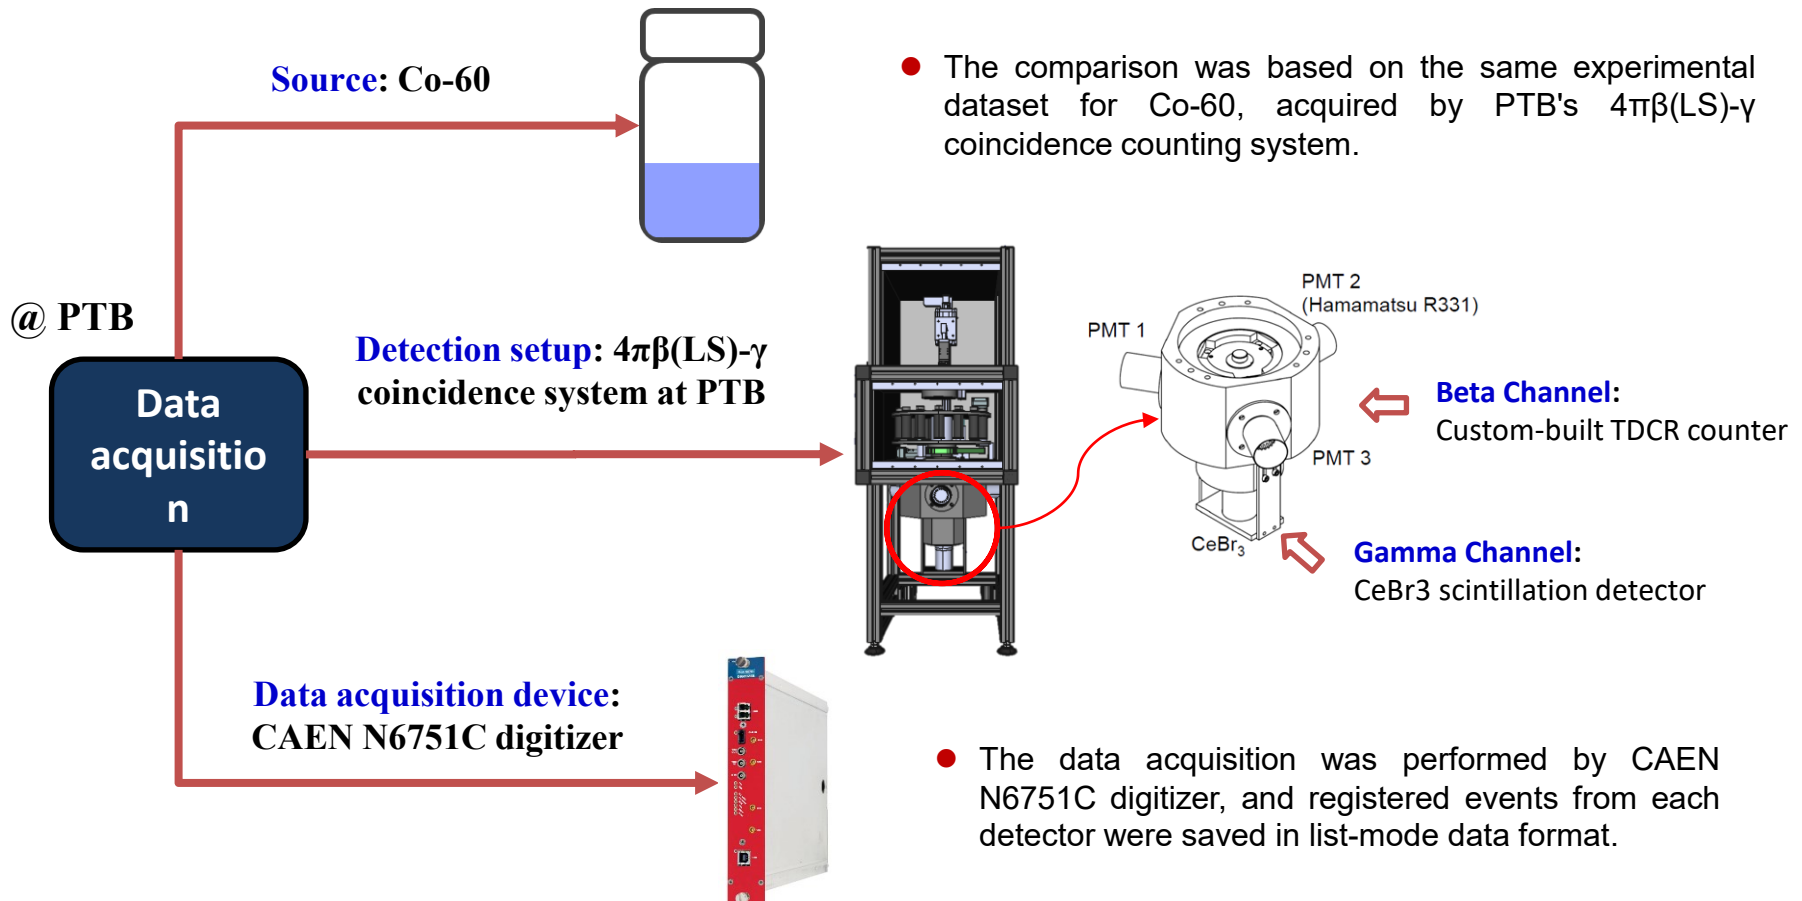 Source: Co-60
● The comparison was based on the same experimental
dataset for Co-60, acquired by PTB's 4πβ(LS)-γ
coincidence counting system.
@ PTB
Data
acquisitio
n
Detection setup: 4πβ(LS)-γ
coincidence system at PTB
PMT 1
PMT 2
(Hamamatsu R331)
PMT 3
CeBr₃
Beta Channel:
Custom-built TDCR counter
Gamma Channel:
CeBr3 scintillation detector
Data acquisition device:
CAEN N6751C digitizer
● The data acquisition was performed by CAEN
N6751C digitizer, and registered events from each
detector were saved in list-mode data format.